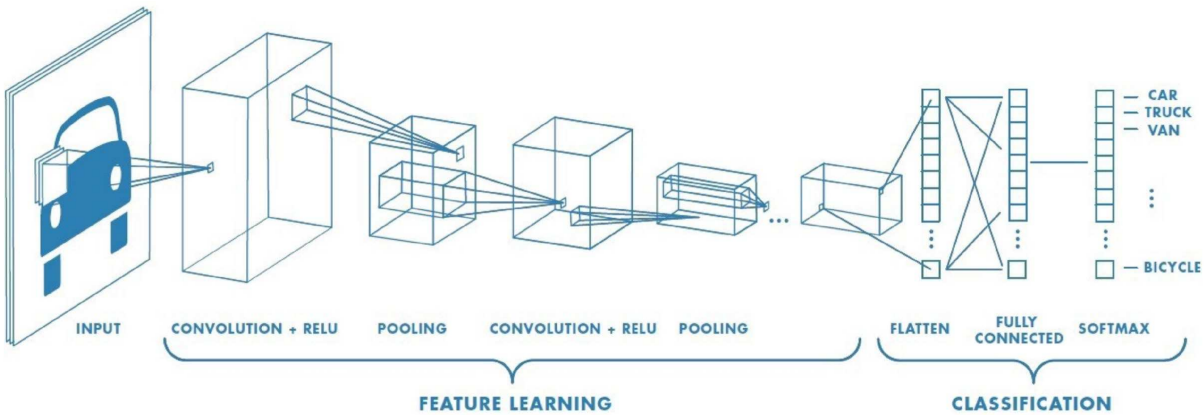 CAR
TRUCK
VAN
BICYCLE
INPUT
CONVOLUTION + RELU
POOLING
CONVOLUTION + RELU
POOLING
FLATTEN
FULLY
CONNECTED
SOFTMAX
FEATURE LEARNING
CLASSIFICATION